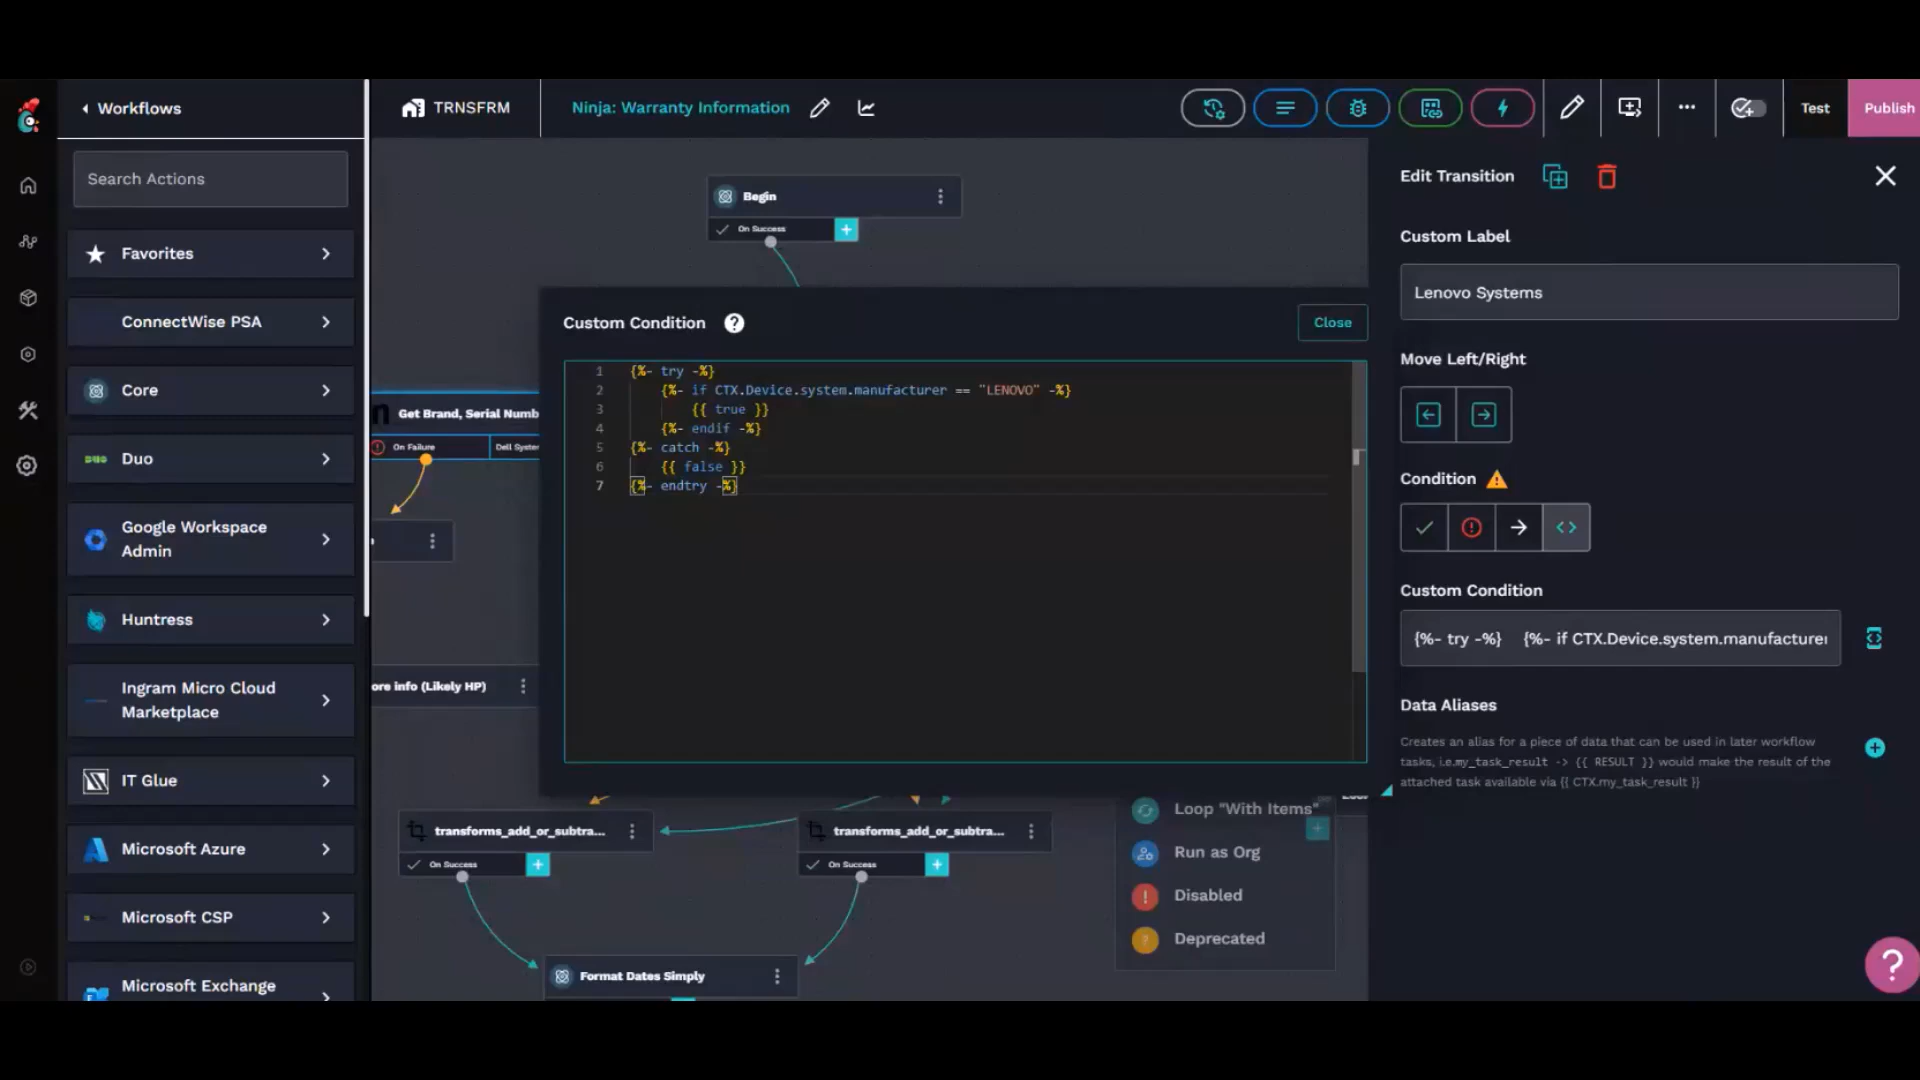 Workflows
TRNSFRM
Ninja: Warranty Information
Test
Publish
Search Actions
Favorites
ConnectWise PSA
Core
Duo
Google Workspace
Admin
Huntress
Ingram Micro Cloud
Marketplace
IT Glue
Microsoft Azure
Microsoft CSP
Microsoft Exchange
Begin
On Success
Get Brand, Serial Numb
On Failure
Dell System
ore info (Likely HP)
Custom Condition
Close
1 {%- try -%}
2 {%- if CTX.Device.system.manufacturer == "LENOVO" -%}
3 {{ true }}
4 {%- endif -%}
5 {%- catch -%}
6 {{ false }}
7 {%- endtry -%}
transforms_add_or_subtra...
On Success
transforms_add_or_subtra...
On Success
Format Dates Simply
Loop "With Items"
Run as Org
Disabled
Deprecated
Edit Transition
Custom Label
Lenovo Systems
Move Left/Right
Condition
Custom Condition
{%- try -%} {%- if CTX.Device.system.manufacturer
Data Aliases
Creates an alias for a piece of data that can be used in later workflow
tasks, i.e.my_task_result -> {{ RESULT }} would make the result of the
attached task available via {{ CTX.my_task_result }}